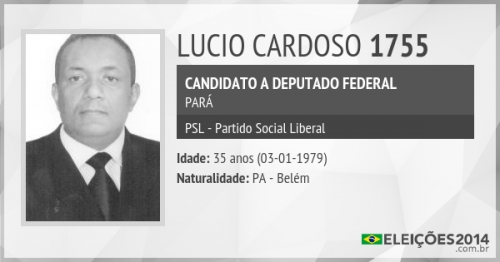 LUCIO CARDOSO 1755
CANDIDATO A DEPUTADO FEDERAL
PARÁ
PSL - Partido Social Liberal
Idade: 35 anos (03-01-1979)
Naturalidade: PA - Belém
ELEIÇÕES2014
.com.br